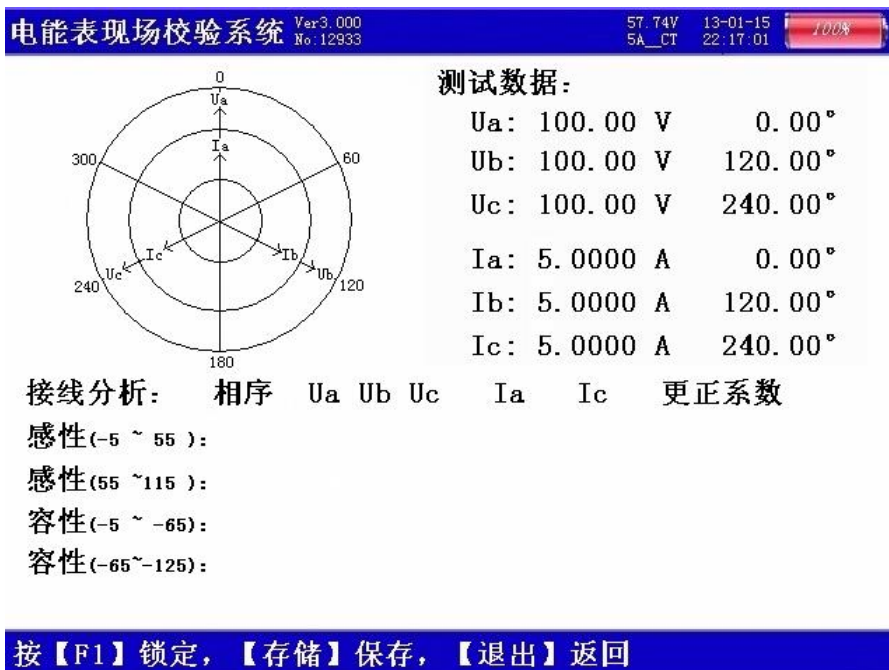 电能表现场校验系统 Ver3.000 57.74V 13-01-15 100%
No:12933 5A__CT 22:17:01
测试数据:
0
Ua
Ia
300 60
Ic Ib
Uc Ub
240 120
180
Ua: 100.00 V 0.00°
Ub: 100.00 V 120.00°
Uc: 100.00 V 240.00°
Ia: 5.0000 A 0.00°
Ib: 5.0000 A 120.00°
Ic: 5.0000 A 240.00°
接线分析: 相序 Ua Ub Uc Ia Ic 更正系数
感性(-5 ~ 55 ):
感性(55 ~115 ):
容性(-5 ~ -65):
容性(-65~-125):
按【F1】锁定,【存储】保存,【退出】返回